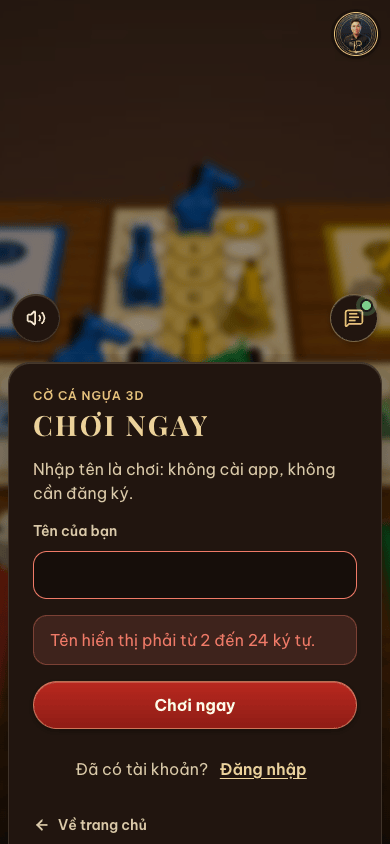 CỜ CÁ NGỰA 3D
CHƠI NGAY
Nhập tên là chơi: không cài app, không
cần đăng ký.
Tên của bạn
Tên hiển thị phải từ 2 đến 24 ký tự.
Chơi ngay
Đã có tài khoản? Đăng nhập
Về trang chủ